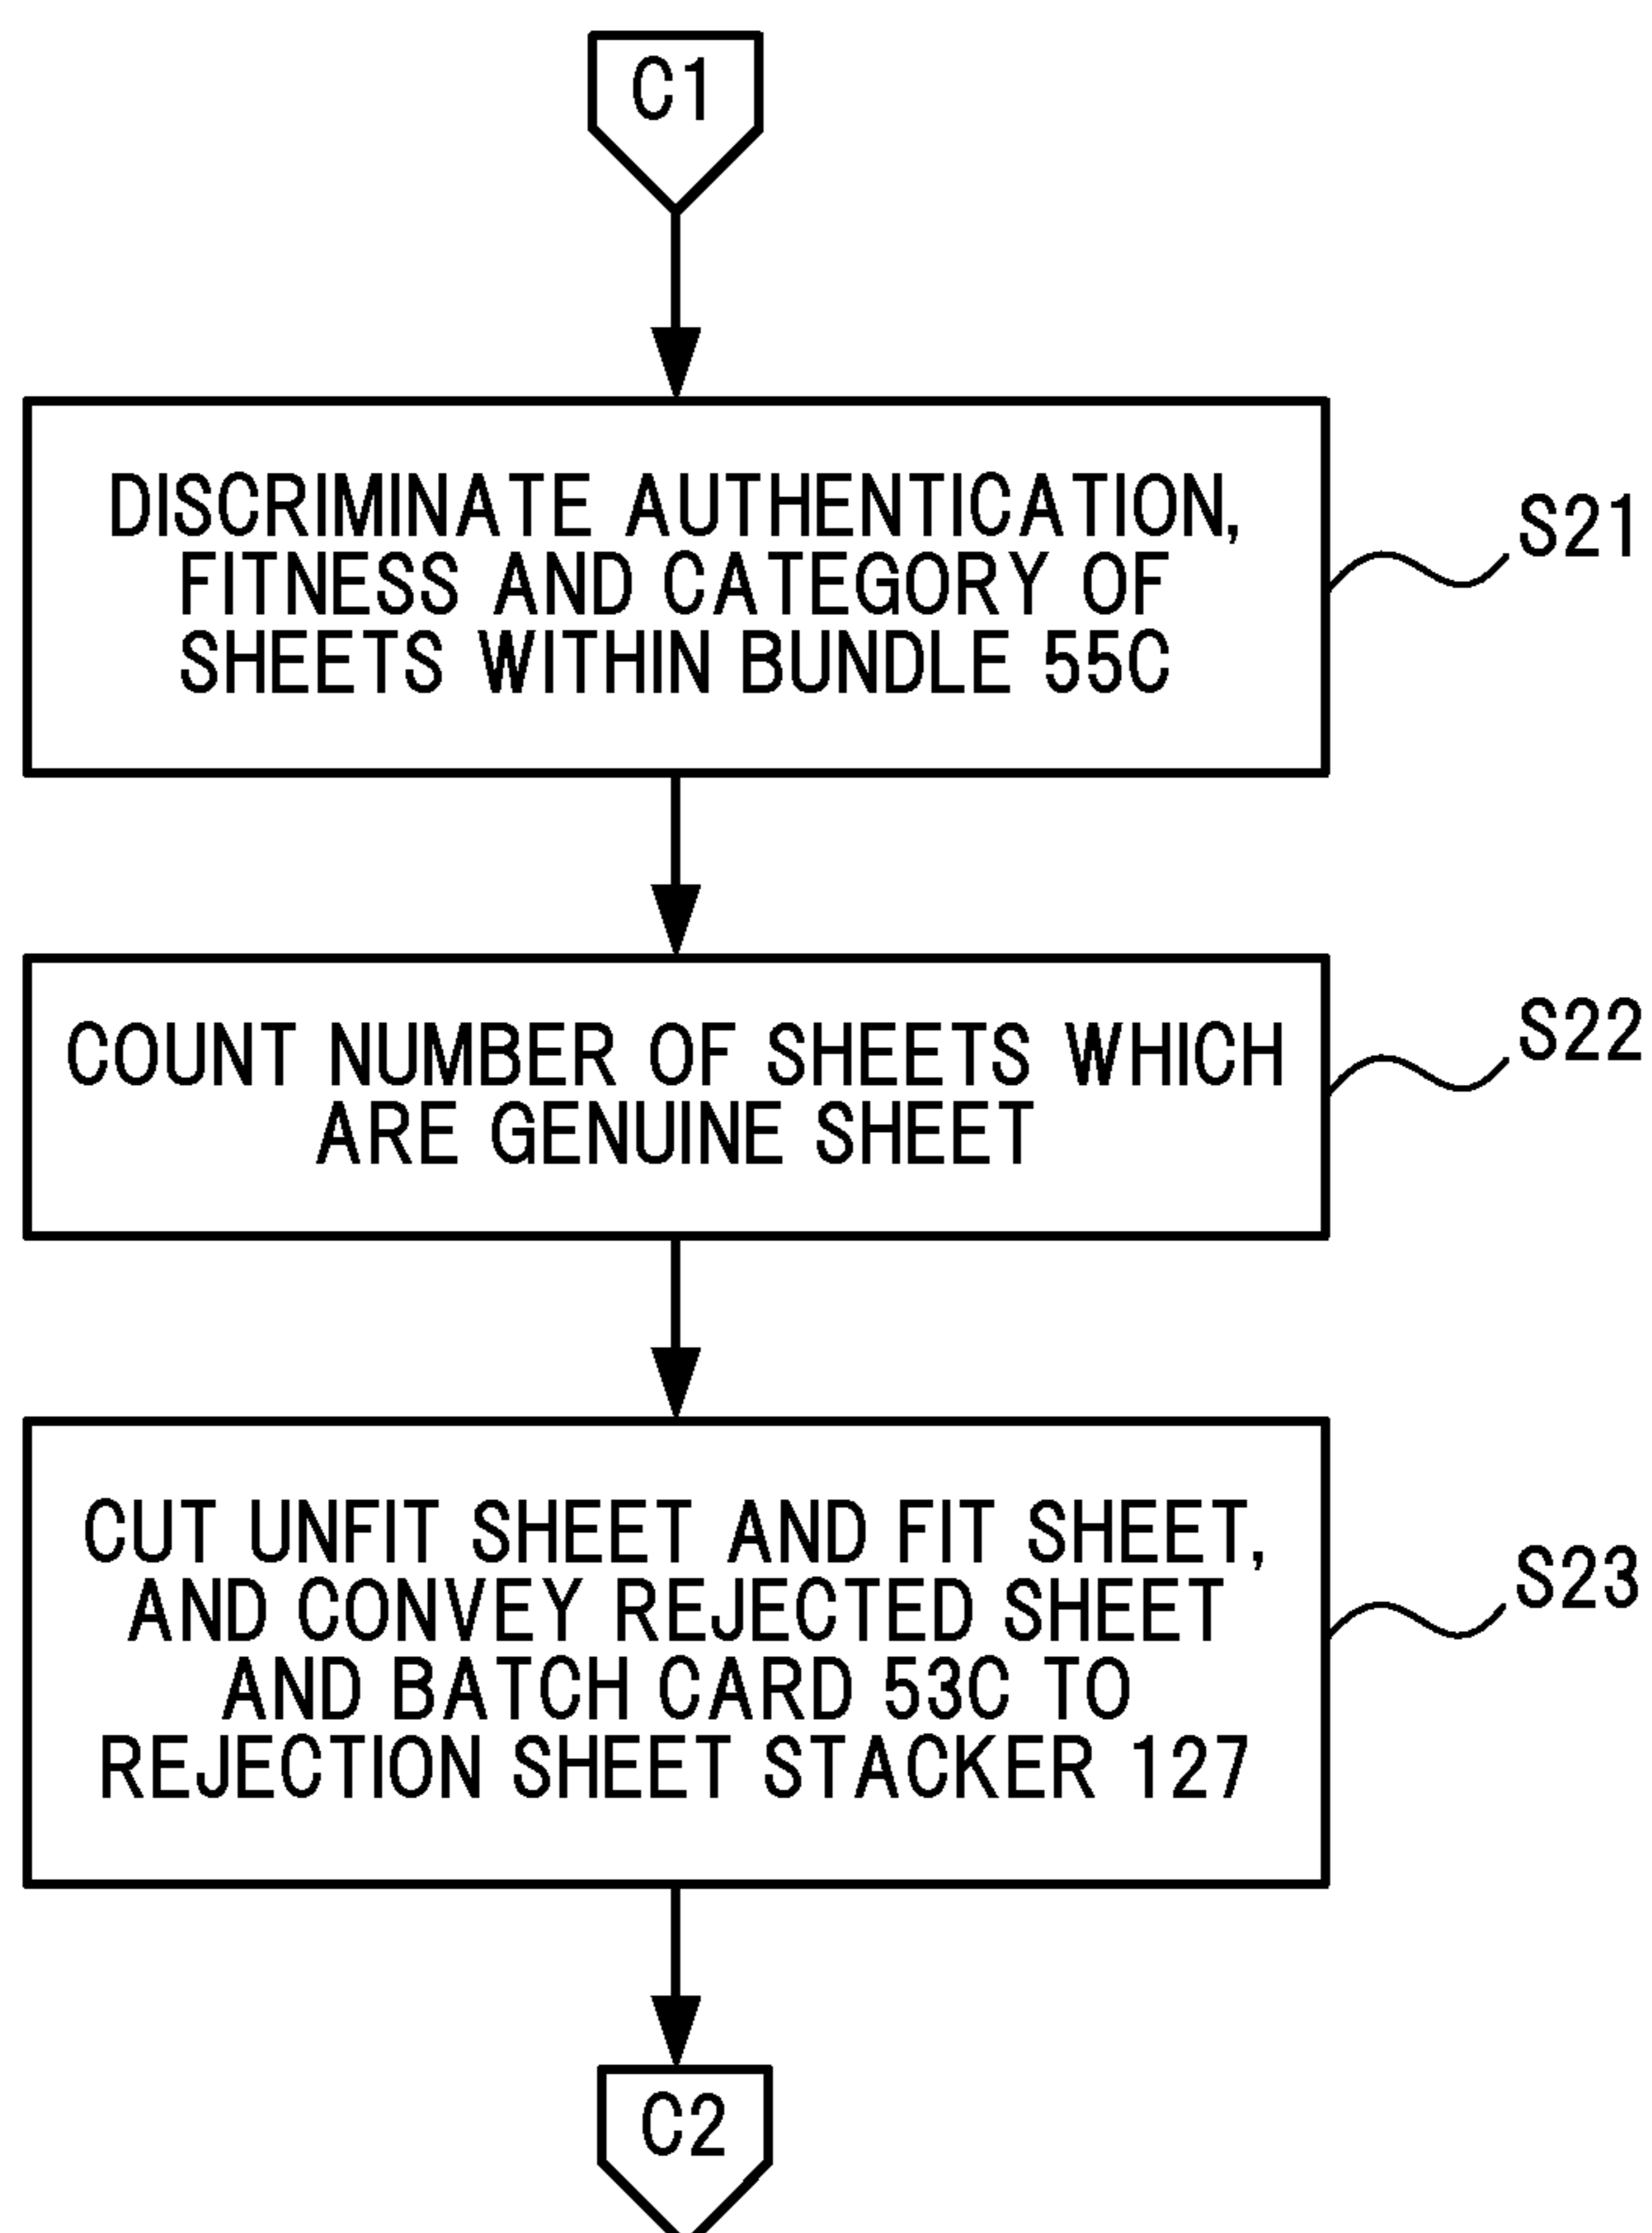 C1
DISCRIMINATE AUTHENTICATION,
FITNESS AND CATEGORY OF
SHEETS WITHIN BUNDLE 55C
S21
COUNT NUMBER OF SHEETS WHICH
ARE GENUINE SHEET
S22
CUT UNFIT SHEET AND FIT SHEET,
AND CONVEY REJECTED SHEET
AND BATCH CARD 53C TO
REJECTION SHEET STACKER 127
S23
C2